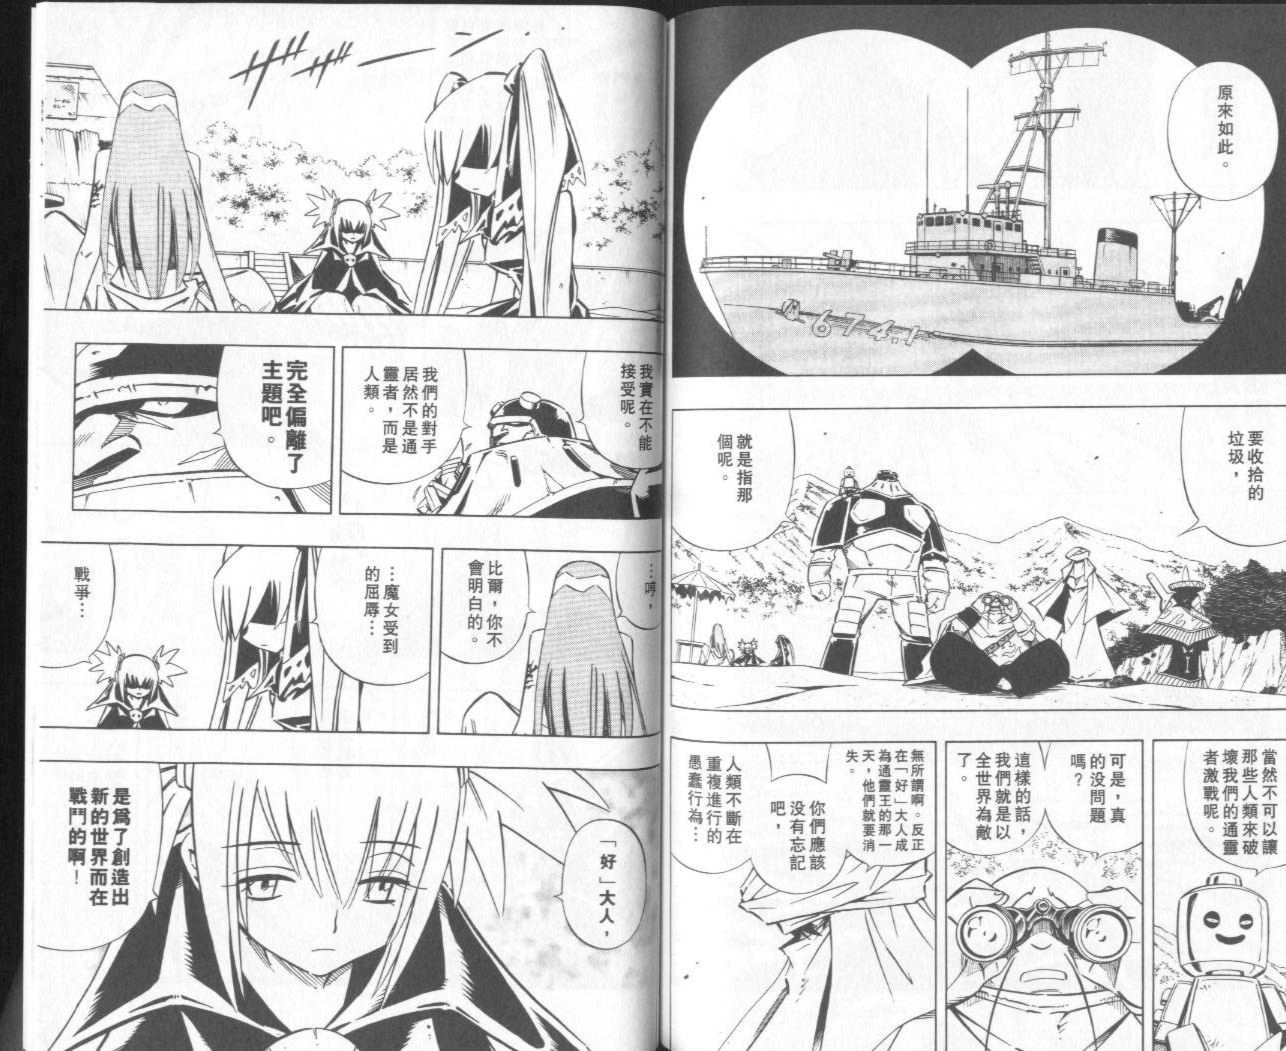 原來如此。
6741
要收拾的
垃圾，
就是指那
個呢。
當然不可以讓
那些人類來破
壞我們的通靈
者激戰呢。
可是，真
的没問題
嗎？
這樣的話，
我們就是以
全世界為敵
了。
無所謂啊。反正
在「好」大人成
為通靈王的那一
天，他們就要消
失。
你們應該
没有忘記
吧，
人類不斷在
重複進行的
愚蠢行為…
我實在不能
接受呢。
我們的對手
居然不是通
靈者，而是
人類。
完全偏離了
主題吧。
…哼，
比爾，你不
會明白的。
…魔女受到
的屈辱…
戰爭…
「好」大人，
是爲了創造出
新的世界而在
戰鬥的啊！